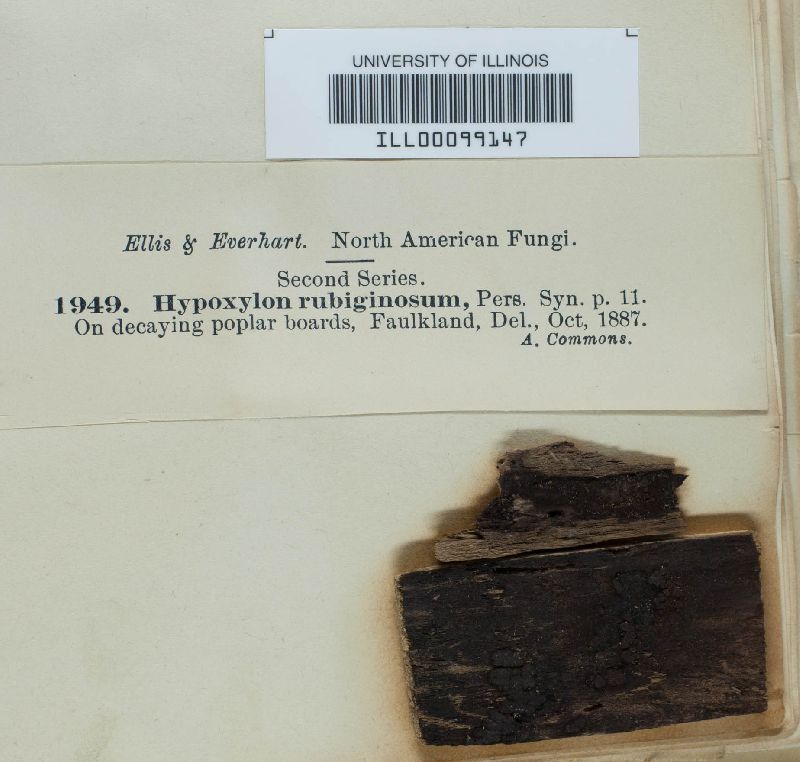 UNIVERSITY OF ILLINOIS
ILL00099147
Ellis & Everhart. North American Fungi.
Second Series.
1949. Hypoxylon rubiginosum, Pers. Syn. p. 11.
On decaying poplar boards, Faulkland, Del., Oct, 1887.
A. Commons.